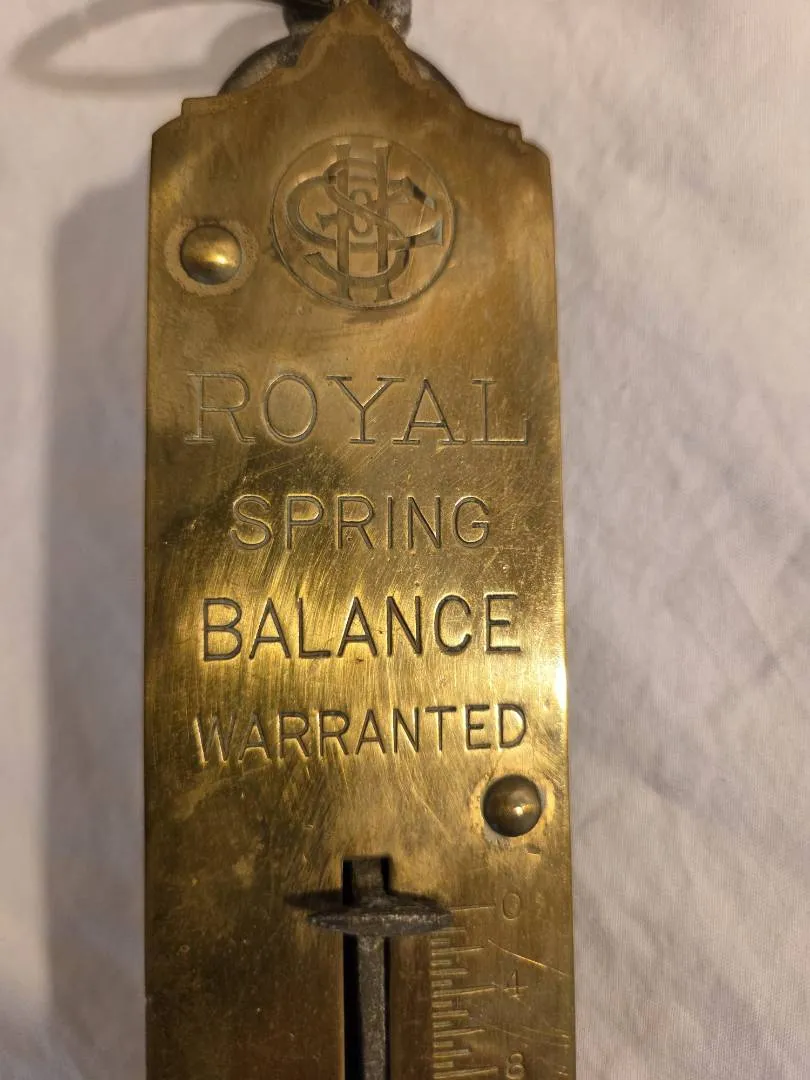 ROYAL
SPRING
BALANCE
WARRANTED
0
4
8